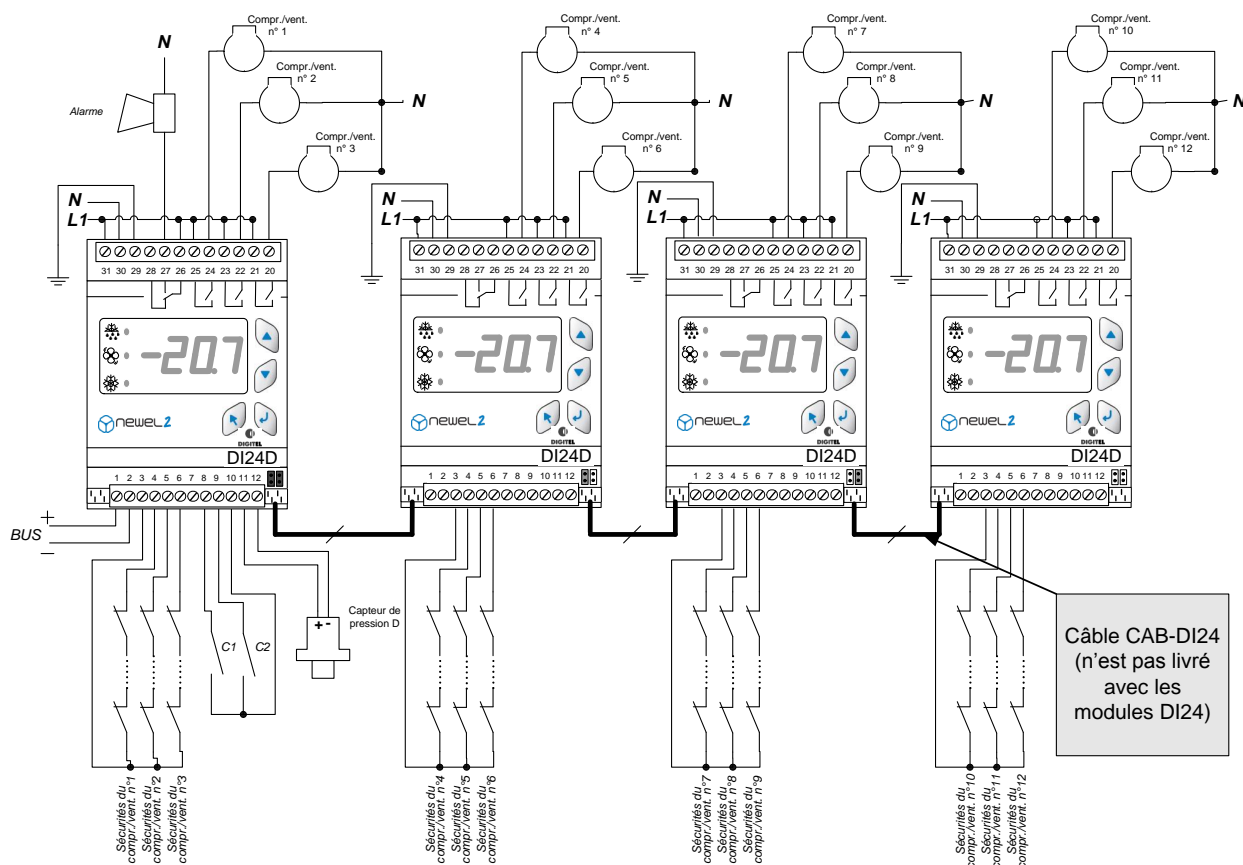 Compr./vent.
n° 1
Compr./vent.
n° 2
Compr./vent.
n° 3
N
Alarme
N
N
L1
31 30 29 28 27 26 25 24 23 22 21 20
-20.7
newel2
DIGITEL
DI24D
1 2 3 4 5 6 7 8 9 10 11 12
+
BUS
–
C1
C2
+ -
Capteur de
pression D
Sécurités du
compr./vent. n°1
Sécurités du
compr./vent. n°2
Sécurités du
compr./vent. n°3
Compr./vent.
n° 4
Compr./vent.
n° 5
Compr./vent.
n° 6
N
N
L1
31 30 29 28 27 26 25 24 23 22 21 20
-20.7
newel2
DIGITEL
DI24D
1 2 3 4 5 6 7 8 9 10 11 12
Sécurités du
compr./vent. n°4
Sécurités du
compr./vent. n°5
Sécurités du
compr./vent. n°6
Compr./vent.
n° 7
Compr./vent.
n° 8
Compr./vent.
n° 9
N
N
L1
31 30 29 28 27 26 25 24 23 22 21 20
-20.7
newel2
DIGITEL
DI24D
1 2 3 4 5 6 7 8 9 10 11 12
Sécurités du
compr./vent. n°7
Sécurités du
compr./vent. n°8
Sécurités du
compr./vent. n°9
Compr./vent.
n° 10
Compr./vent.
n° 11
Compr./vent.
n° 12
N
N
L1
31 30 29 28 27 26 25 24 23 22 21 20
-20.7
newel2
DIGITEL
DI24D
1 2 3 4 5 6 7 8 9 10 11 12
Sécurités du
compr./vent. n°10
Sécurités du
compr./vent. n°11
Sécurités du
compr./vent. n°12
Câble CAB-DI24
(n'est pas livré
avec les
modules DI24)